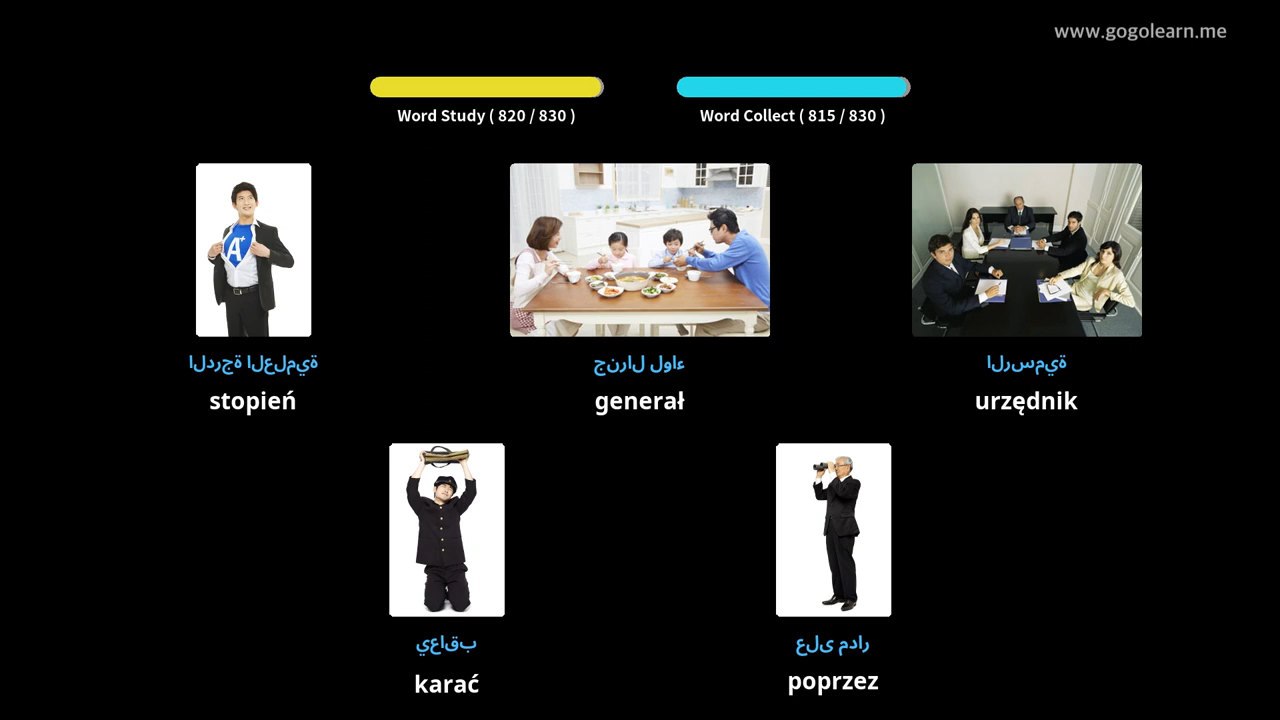 www.gogolearn.me
Word Study ( 820 / 830 )
Word Collect ( 815 / 830 )
الدرجة العلمية
stopień
جنرال لواء
generał
الرسمية
urzędnik
يعاقب
karać
على مدار
poprzez